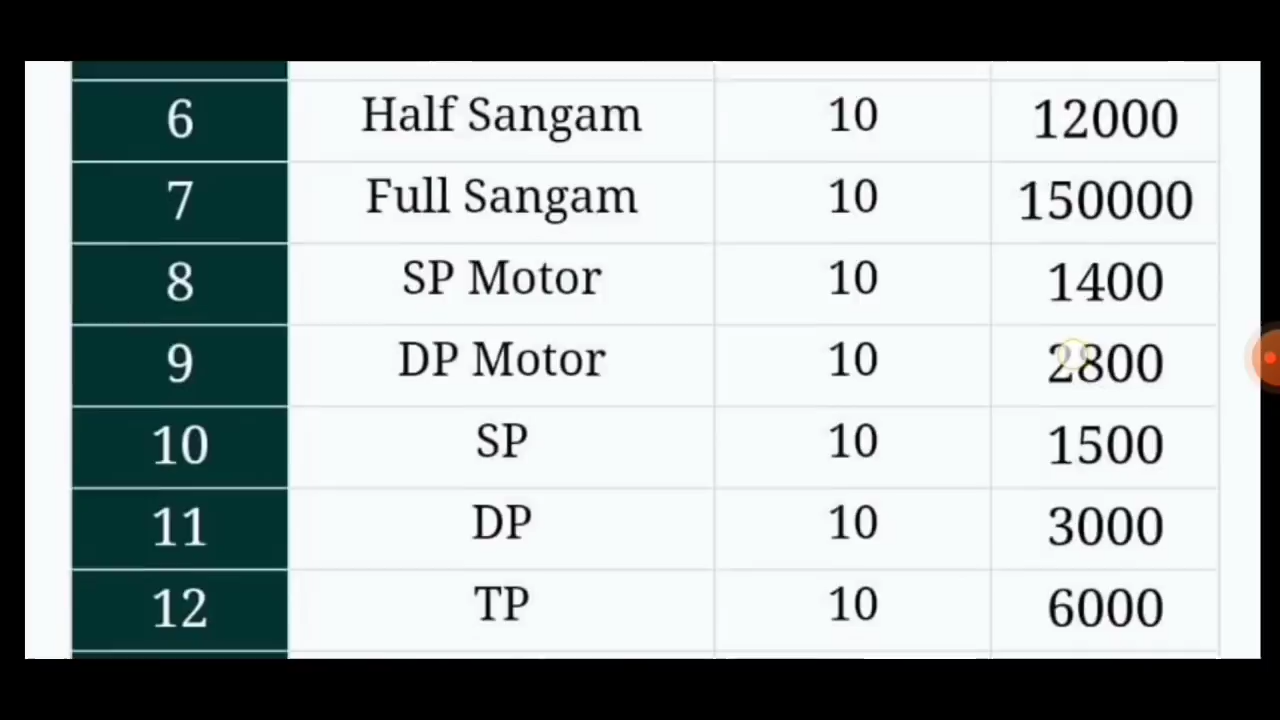 6 Half Sangam 10 12000
7 Full Sangam 10 150000
8 SP Motor 10 1400
9 DP Motor 10 2800
10 SP 10 1500
11 DP 10 3000
12 TP 10 6000